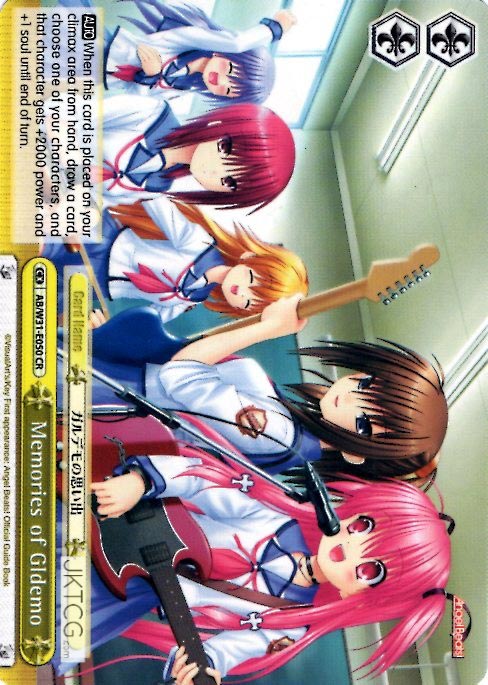 AngelBeats!
AUTO When this card is placed on your
climax area from hand, draw a card,
choose one of your characters, and
that character gets +2000 power and
+1 soul until end of turn.
Card Name ガルデモの思い出 JKTCG.com
CX AB/W31-E050 CR Memories of Gldemo
©VisualArt's/Key First appearance: Angel Beats! Official Guide Book